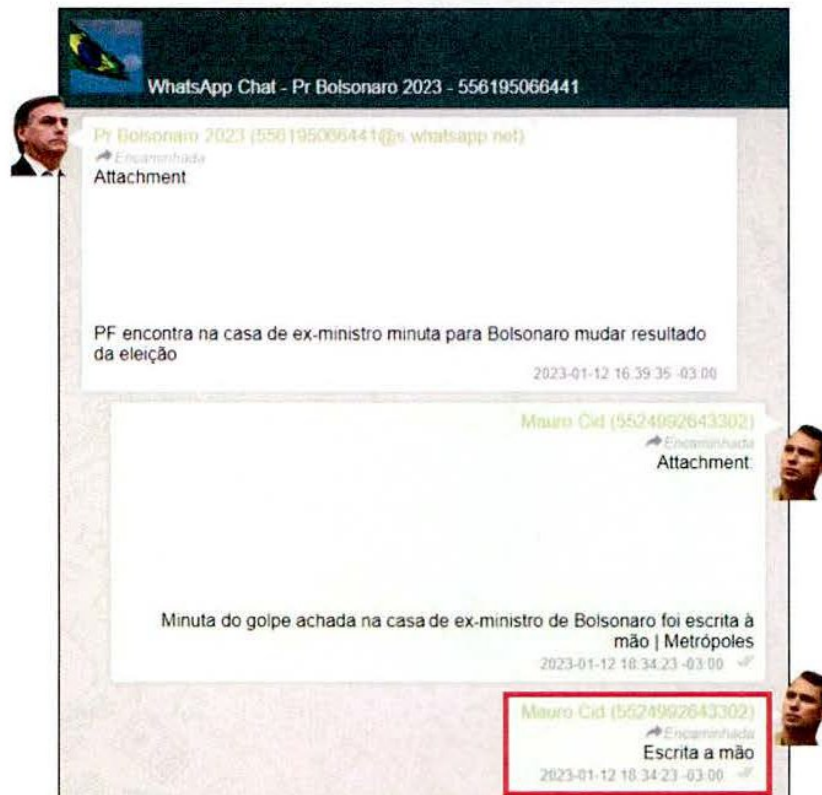 WhatsApp Chat - Pr Bolsonaro 2023 - 556195066441
Pr Bolsonaro 2023 (556195066441@s.whatsapp.net)
Encaminhada
Attachment
PF encontra na casa de ex-ministro minuta para Bolsonaro mudar resultado
da eleição
2023-01-12 16:39:35 -03:00
Mauro Cid (5524992643302)
Encaminhada
Attachment:
Minuta do golpe achada na casa de ex-ministro de Bolsonaro foi escrita à
mão | Metrópoles
2023-01-12 18:34:23 -03:00
Mauro Cid (5524992643302)
Encaminhada
Escrita a mão
2023-01-12 18:34:23 -03:00